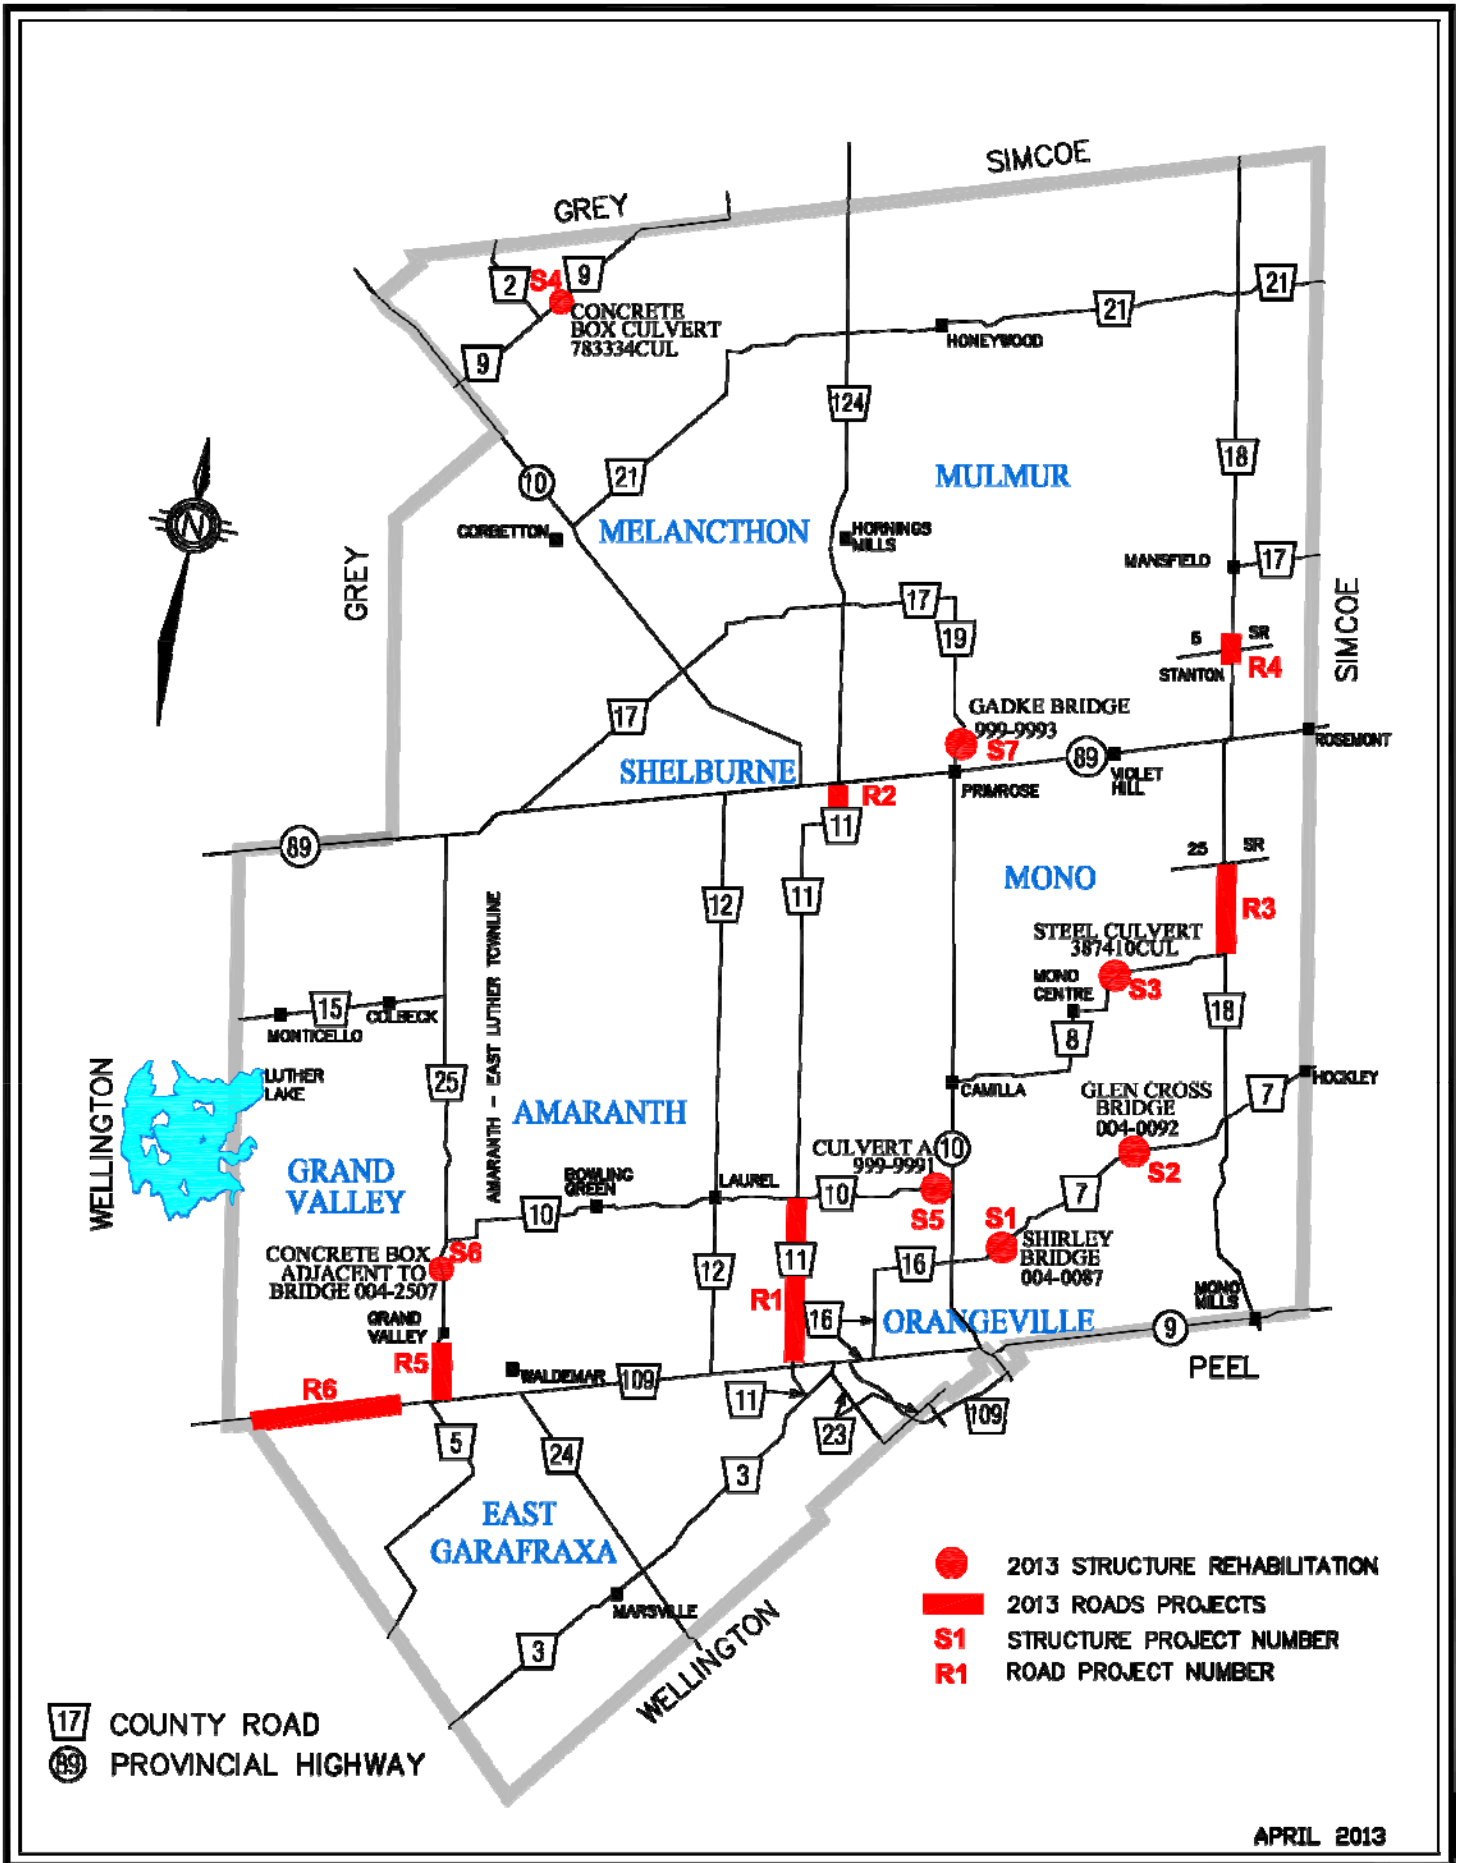 SIMCOE
GREY
2
S4
9
CONCRETE
BOX CULVERT
783334CUL
9
21
21
HONEYWOOD
124
18
21
10
MULMUR
CORBETTON
MELANCTHON
HORNINGS
MILLS
MANSFIELD
17
GREY
SIMCOE
17
19
5 SR
STANTON
R4
17
GADKE BRIDGE
999-9993
S7
89
VIOLET
HILL
ROSEMONT
SHELBURNE
PRIMROSE
R2
11
89
25 SR
MONO
12
11
R3
AMARANTH - EAST LUTHER TOWNLINE
STEEL CULVERT
387410CUL
MONO
CENTRE
S3
15
COLBECK
MONTICELLO
18
8
WELLINGTON
LUTHER
LAKE
25
CAMILLA
HOCKLEY
7
GLEN CROSS
BRIDGE
004-0092
AMARANTH
CULVERT A
999-9991
10
S2
GRAND
VALLEY
BOWLING
GREEN
LAUREL
10
10
7
S5
S1
SHIRLEY
BRIDGE
004-0087
CONCRETE BOX
ADJACENT TO
BRIDGE 004-2507
S6
12
11
16
MONO
MILLS
R1
16
ORANGEVILLE
9
GRAND
VALLEY
R5
WALDEMAR
109
PEEL
R6
11
23
109
5
24
3
EAST
GARAFRAXA
MARSVILLE
3
WELLINGTON
2013 STRUCTURE REHABILITATION
2013 ROADS PROJECTS
S1 STRUCTURE PROJECT NUMBER
R1 ROAD PROJECT NUMBER
17 COUNTY ROAD
89 PROVINCIAL HIGHWAY
N
APRIL 2013